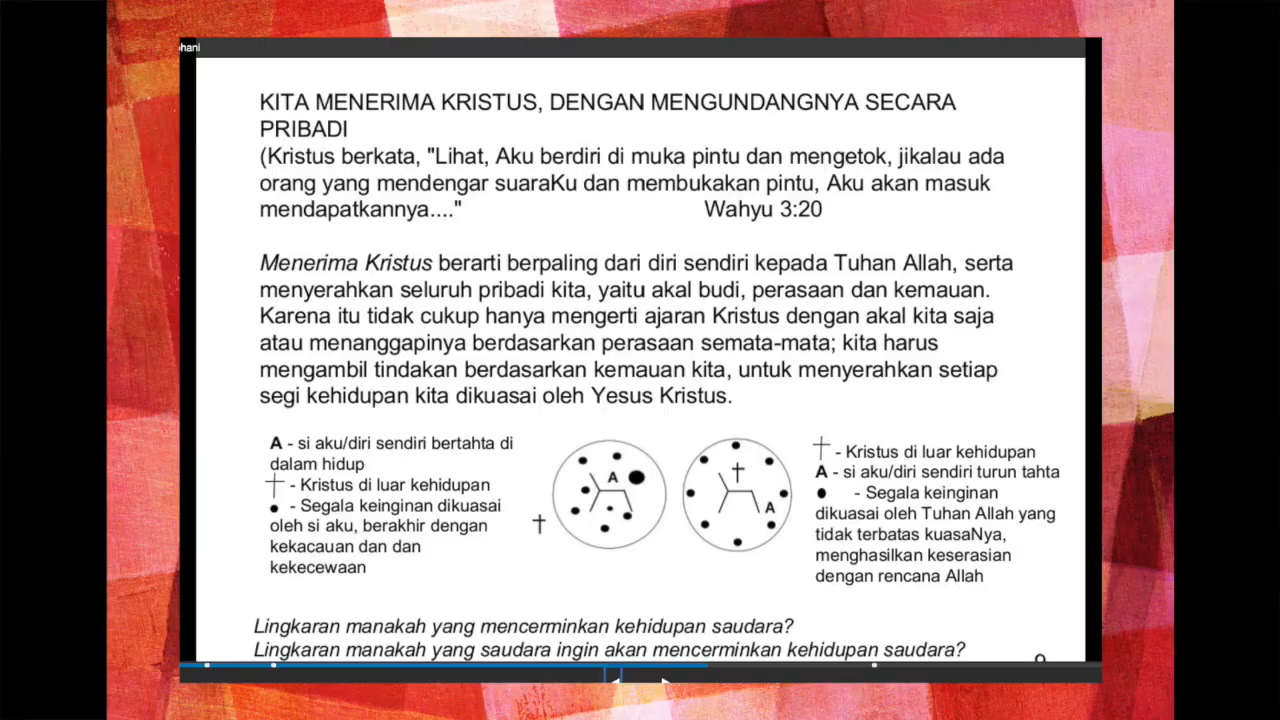 hani
KITA MENERIMA KRISTUS, DENGAN MENGUNDANGNYA SECARA
PRIBADI
(Kristus berkata, "Lihat, Aku berdiri di muka pintu dan mengetok, jikalau ada
orang yang mendengar suaraKu dan membukakan pintu, Aku akan masuk
mendapatkannya...." Wahyu 3:20
Menerima Kristus berarti berpaling dari diri sendiri kepada Tuhan Allah, serta
menyerahkan seluruh pribadi kita, yaitu akal budi, perasaan dan kemauan.
Karena itu tidak cukup hanya mengerti ajaran Kristus dengan akal kita saja
atau menanggapinya berdasarkan perasaan semata-mata; kita harus
mengambil tindakan berdasarkan kemauan kita, untuk menyerahkan setiap
segi kehidupan kita dikuasai oleh Yesus Kristus.
A - si aku/diri sendiri bertahta di
dalam hidup
† - Kristus di luar kehidupan
● - Segala keinginan dikuasai
oleh si aku, berakhir dengan
kekacauan dan dan
kekecewaan
A
A
† - Kristus di luar kehidupan
A - si aku/diri sendiri turun tahta
● - Segala keinginan
dikuasai oleh Tuhan Allah yang
tidak terbatas kuasaNya,
menghasilkan keserasian
dengan rencana Allah
Lingkaran manakah yang mencerminkan kehidupan saudara?
Lingkaran manakah yang saudara ingin akan mencerminkan kehidupan saudara?